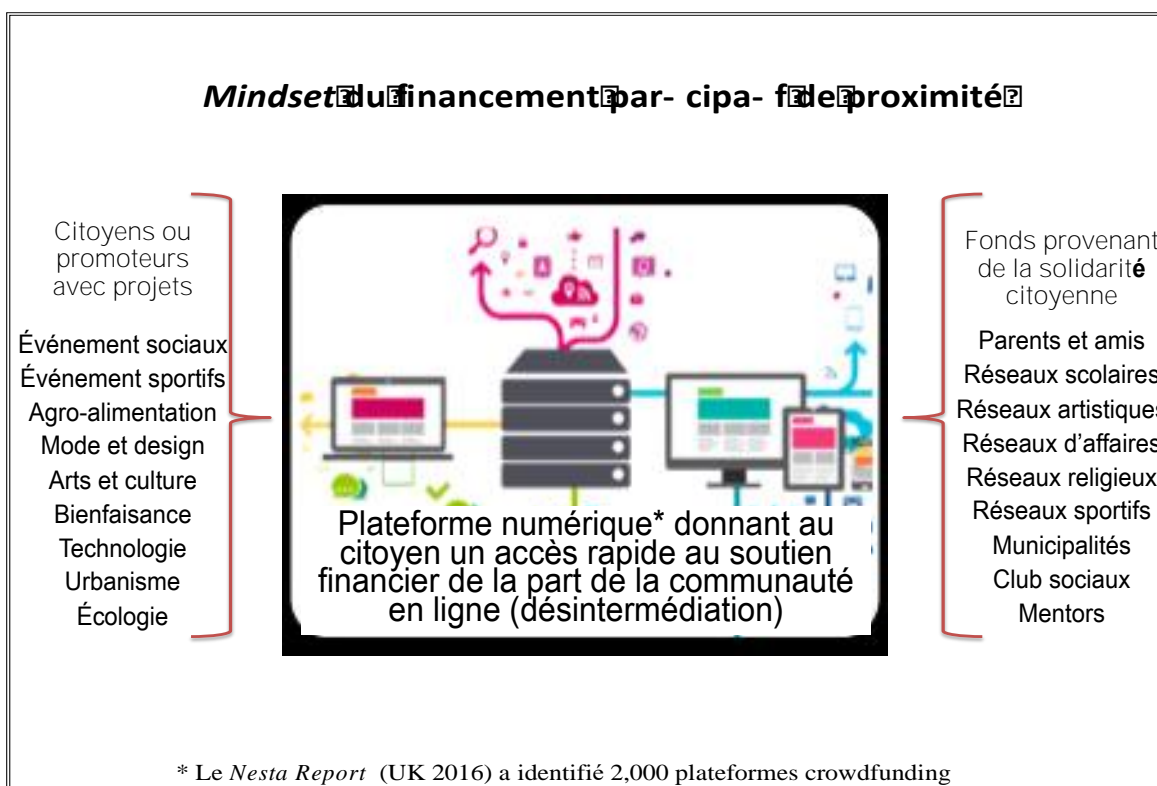 Mindset du financement par- cipa- f de proximité
Citoyens ou
promoteurs
avec projets
Événement sociaux
Événement sportifs
Agro-alimentation
Mode et design
Arts et culture
Bienfaisance
Technologie
Urbanisme
Écologie
Plateforme numérique* donnant au
citoyen un accès rapide au soutien
financier de la part de la communauté
en ligne (désintermédiation)
Fonds provenant
de la solidarité
citoyenne
Parents et amis
Réseaux scolaires
Réseaux artistiques
Réseaux d’affaires
Réseaux religieux
Réseaux sportifs
Municipalités
Club sociaux
Mentors
* Le Nesta Report (UK 2016) a identifié 2,000 plateformes crowdfunding